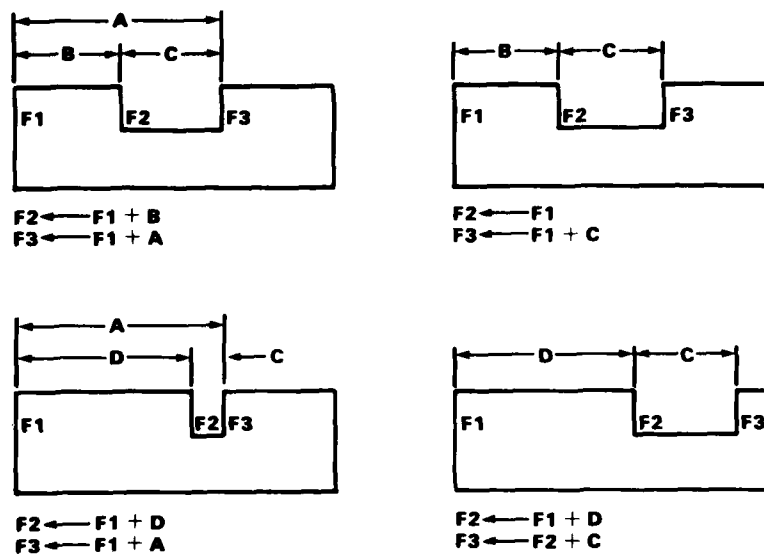 A
B C
F1 F2 F3
F2 ← F1 + B
F3 ← F1 + A
B C
F1 F2 F3
F2 ← F1
F3 ← F1 + C
A
D C
F1 F2 F3
F2 ← F1 + D
F3 ← F1 + A
D C
F1 F2 F3
F2 ← F1 + D
F3 ← F2 + C